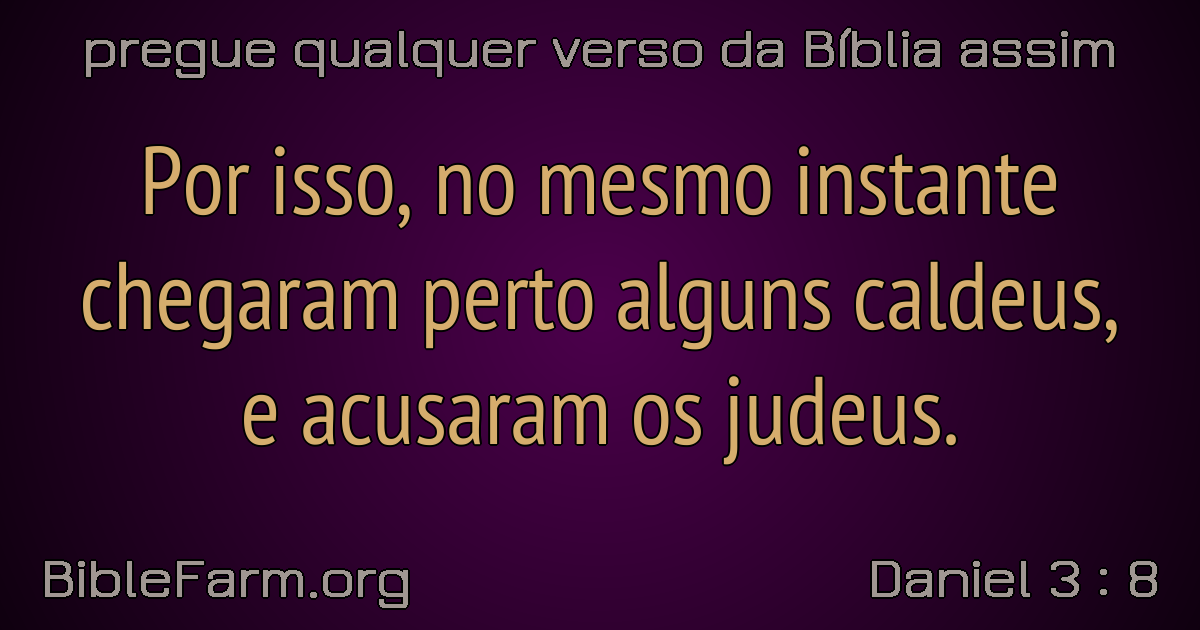 pregue qualquer verso da Bíblia assim
Por isso, no mesmo instante
chegaram perto alguns caldeus,
e acusaram os judeus.
BibleFarm.org
Daniel 3 : 8